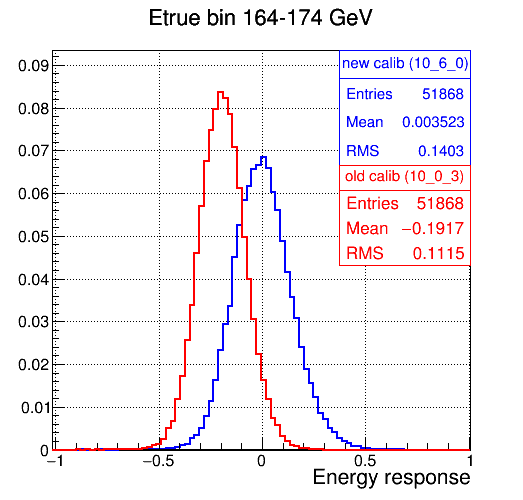 Etrue bin 164-174 GeV
new calib (10_6_0)
Entries 51868
Mean 0.003523
RMS 0.1403
old calib (10_0_3)
Entries 51868
Mean −0.1917
RMS 0.1115
0.09
0.08
0.07
0.06
0.05
0.04
0.03
0.02
0.01
0
−1 −0.5 0 0.5 1
Energy response